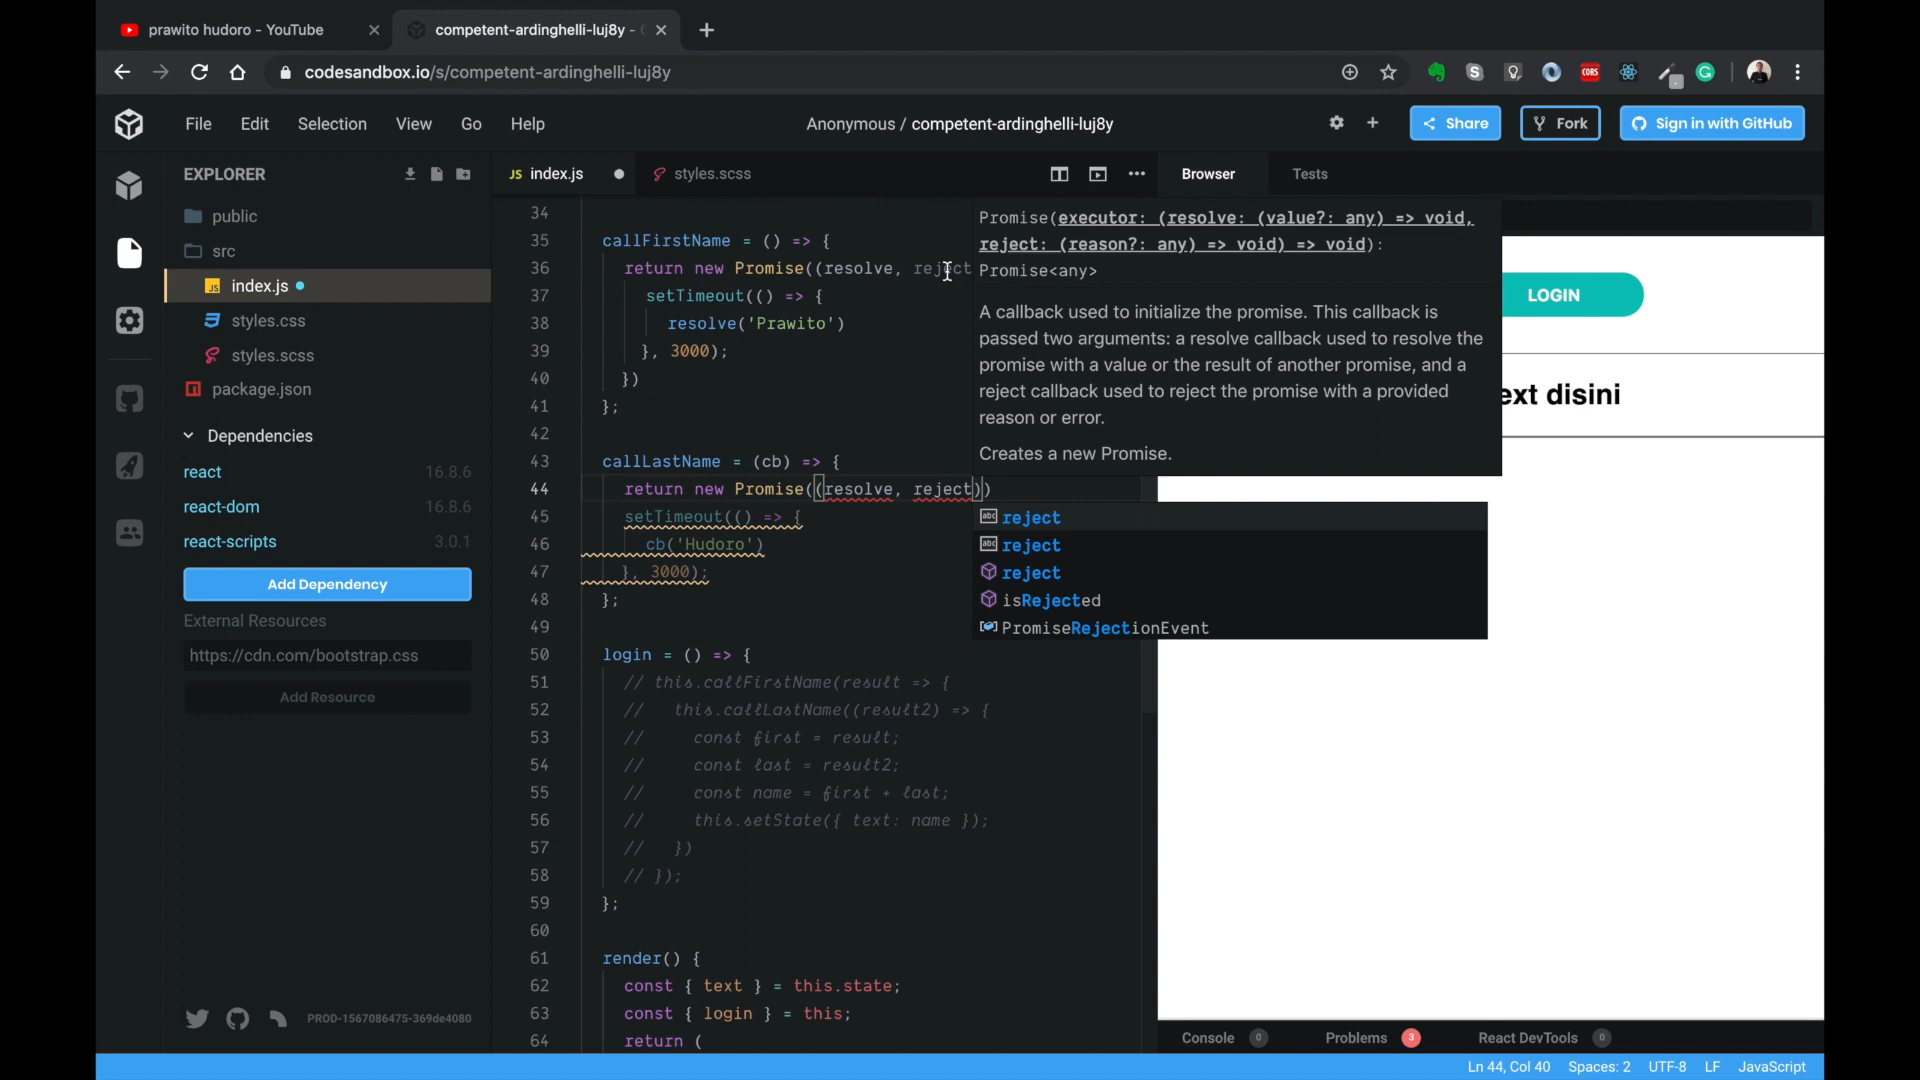 prawito hudoro - YouTube
competent-ardinghelli-luj8y -
codesandbox.io/s/competent-ardinghelli-luj8y
CORS
File Edit Selection View Go Help
Anonymous / competent-ardinghelli-luj8y
Share
Fork
Sign in with GitHub
EXPLORER
JS index.js
styles.scss
Browser
Tests
public
src
JS index.js
styles.css
styles.scss
package.json
Dependencies
react 16.8.6
react-dom 16.8.6
react-scripts 3.0.1
Add Dependency
External Resources
https://cdn.com/bootstrap.css
Add Resource
PROD-1567086475-369de4080
34
35 callFirstName = () => {
36 return new Promise((resolve, reject
37 setTimeout(() => {
38 resolve('Prawito')
39 }, 3000);
40 })
41 };
42
43 callLastName = (cb) => {
44 return new Promise((resolve, reject))
45 setTimeout(() => {
46 cb('Hudoro')
47 }, 3000);
48 };
49
50 login = () => {
51 // this.callFirstName(result => {
52 // this.callLastName((result2) => {
53 // const first = result;
54 // const last = result2;
55 // const name = first + last;
56 // this.setState({ text: name });
57 // })
58 // });
59 };
60
61 render() {
62 const { text } = this.state;
63 const { login } = this;
64 return (
Promise(executor: (resolve: (value?: any) => void,
reject: (reason?: any) => void) => void):
Promise<any>
A callback used to initialize the promise. This callback is
passed two arguments: a resolve callback used to resolve the
promise with a value or the result of another promise, and a
reject callback used to reject the promise with a provided
reason or error.
Creates a new Promise.
abc reject
abc reject
reject
isRejected
PromiseRejectionEvent
LOGIN
ext disini
Console 0
Problems 3
React DevTools 0
Ln 44, Col 40 Spaces: 2 UTF-8 LF JavaScript